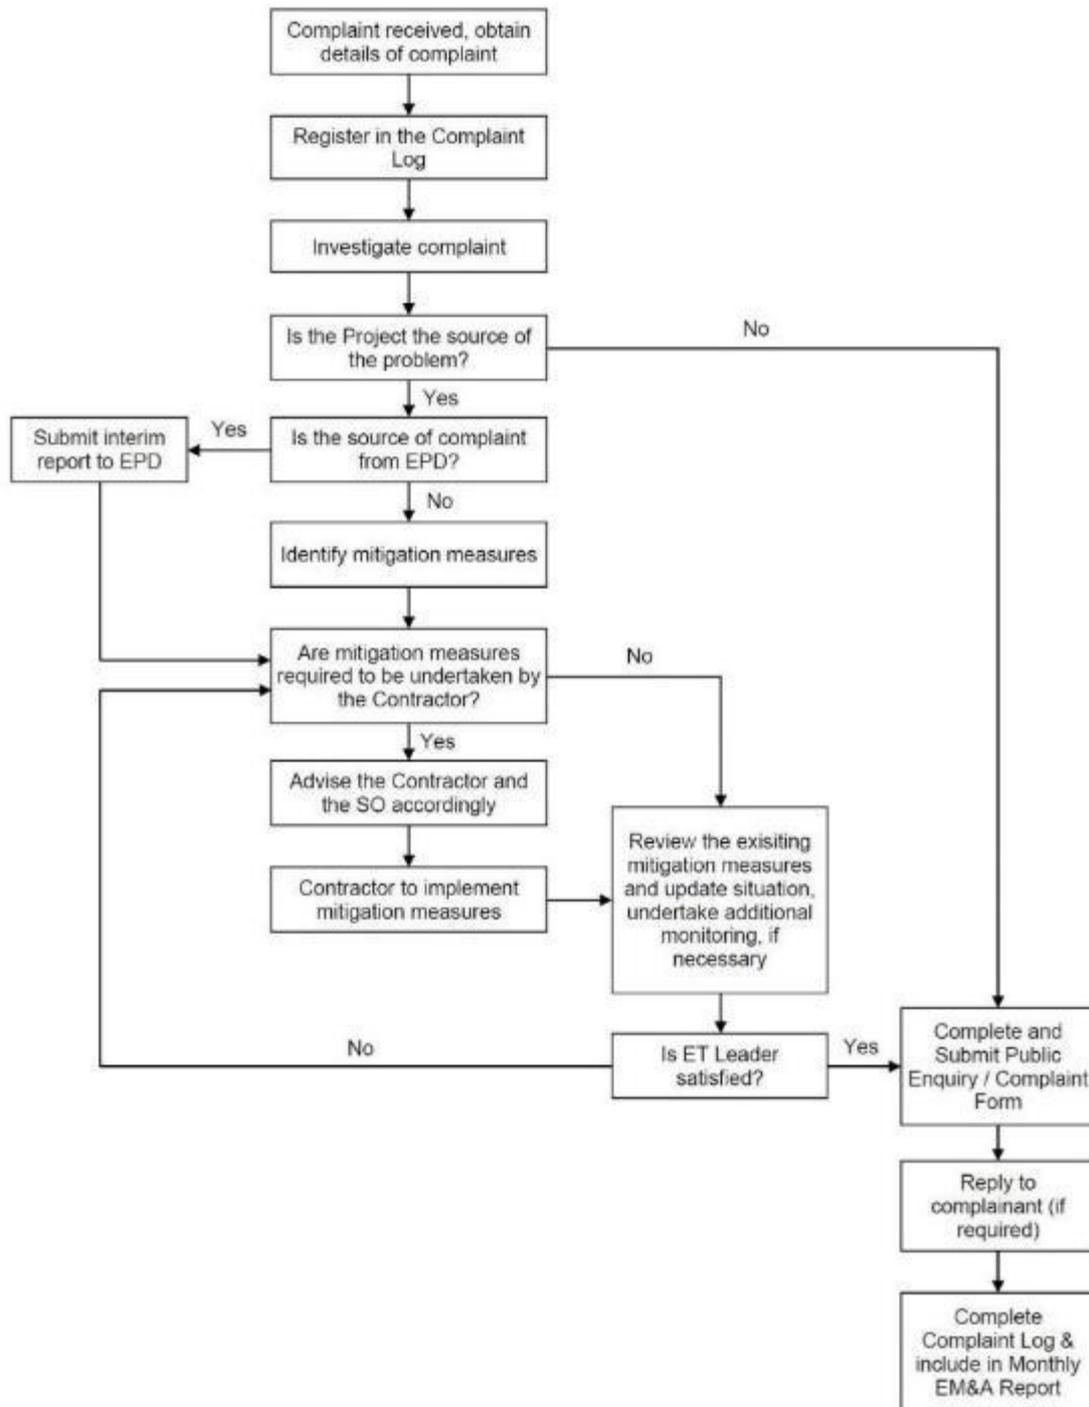 Complaint received, obtain
details of complaint
Register in the Complaint
Log
Investigate complaint
Is the Project the source of
the problem?
No
Yes
Is the source of complaint
from EPD?
Yes
Submit interim
report to EPD
No
Identify mitigation measures
Are mitigation measures
required to be undertaken by
the Contractor?
No
Yes
Advise the Contractor and
the SO accordingly
Contractor to implement
mitigation measures
Review the exisiting
mitigation measures
and update situation,
undertake additional
monitoring, if
necessary
Is ET Leader
satisfied?
No
Yes
Complete and
Submit Public
Enquiry / Complaint
Form
Reply to
complainant (if
required)
Complete
Complaint Log &
include in Monthly
EM&A Report